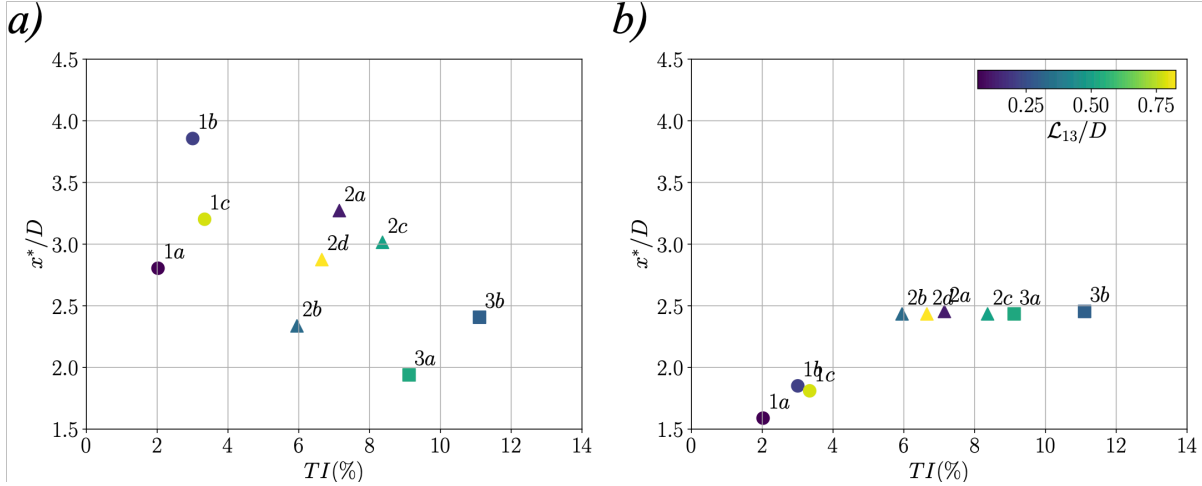 a)
4.5
4.0
3.5
3.0
2.5
2.0
1.5
x*/D
1b
1c
1a
2a
2c
2d
2b
3b
3a
0 2 4 6 8 10 12 14
TI(%)
b)
4.5
4.0
3.5
3.0
2.5
2.0
1.5
x*/D
0.25 0.50 0.75
ℒ₁₃/D
2b 2d 2a 2c 3a 3b
1b
1c
1a
0 2 4 6 8 10 12 14
TI(%)